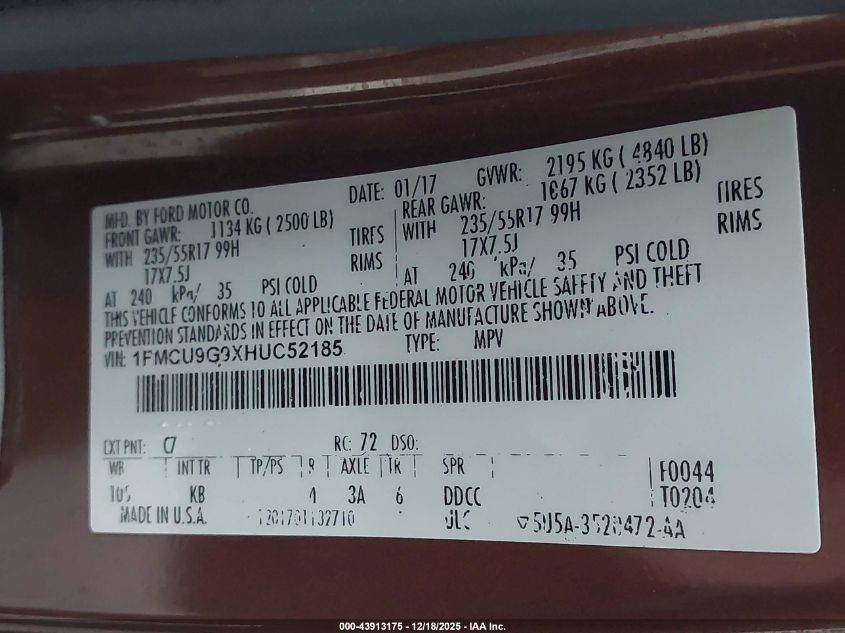 MFD. BY FORD MOTOR CO.
DATE: 01/17 GVWR: 2195 KG ( 4840 LB)
FRONT GAWR: 1134 KG ( 2500 LB) REAR GAWR: 1067 KG ( 2352 LB)
WITH 235/55R17 99H TIRES WITH 235/55R17 99H TIRES
17X7.5J RIMS 17X7.5J RIMS
AT 240 kPa/ 35 PSI COLD AT 240 kPa/ 35 PSI COLD
THIS VEHICLE CONFORMS TO ALL APPLICABLE FEDERAL MOTOR VEHICLE SAFETY AND THEFT
PREVENTION STANDARDS IN EFFECT ON THE DATE OF MANUFACTURE SHOWN ABOVE.
VIN: 1FMCU9G9XHUC52185 TYPE: MPV
EXT PNT: C7 RC: 72 DSO:
WB INT TR TP/PS R AXLE TR SPR F0044
105 KB 4 3A 6 DDCC T0204
MADE IN U.S.A.
000-43913175 • 12/18/2025 • IAA Inc.